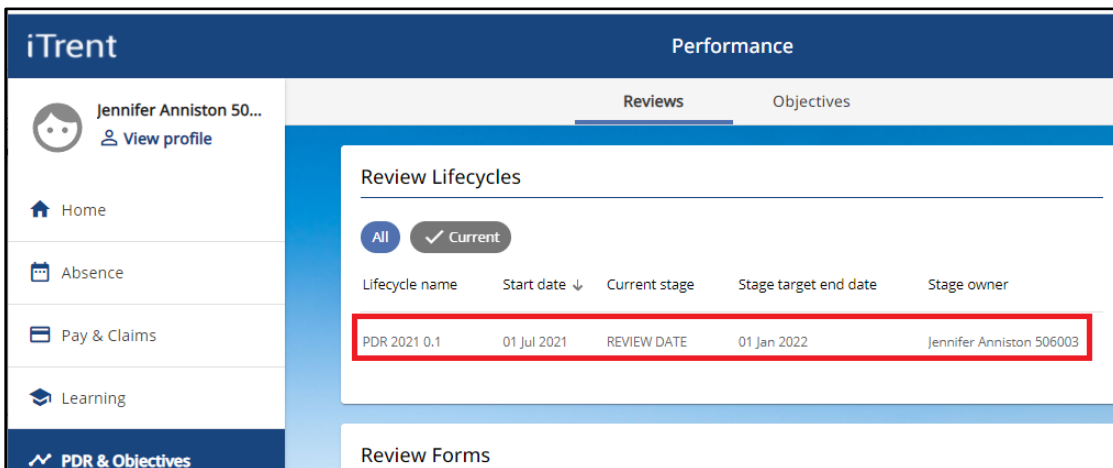 iTrent
Performance
Jennifer Anniston 50...
View profile
Reviews
Objectives
Home
Absence
Pay & Claims
Learning
PDR & Objectives
Review Lifecycles
All
Current
Lifecycle name Start date Current stage Stage target end date Stage owner
PDR 2021 0.1 01 Jul 2021 REVIEW DATE 01 Jan 2022 Jennifer Anniston 506003
Review Forms